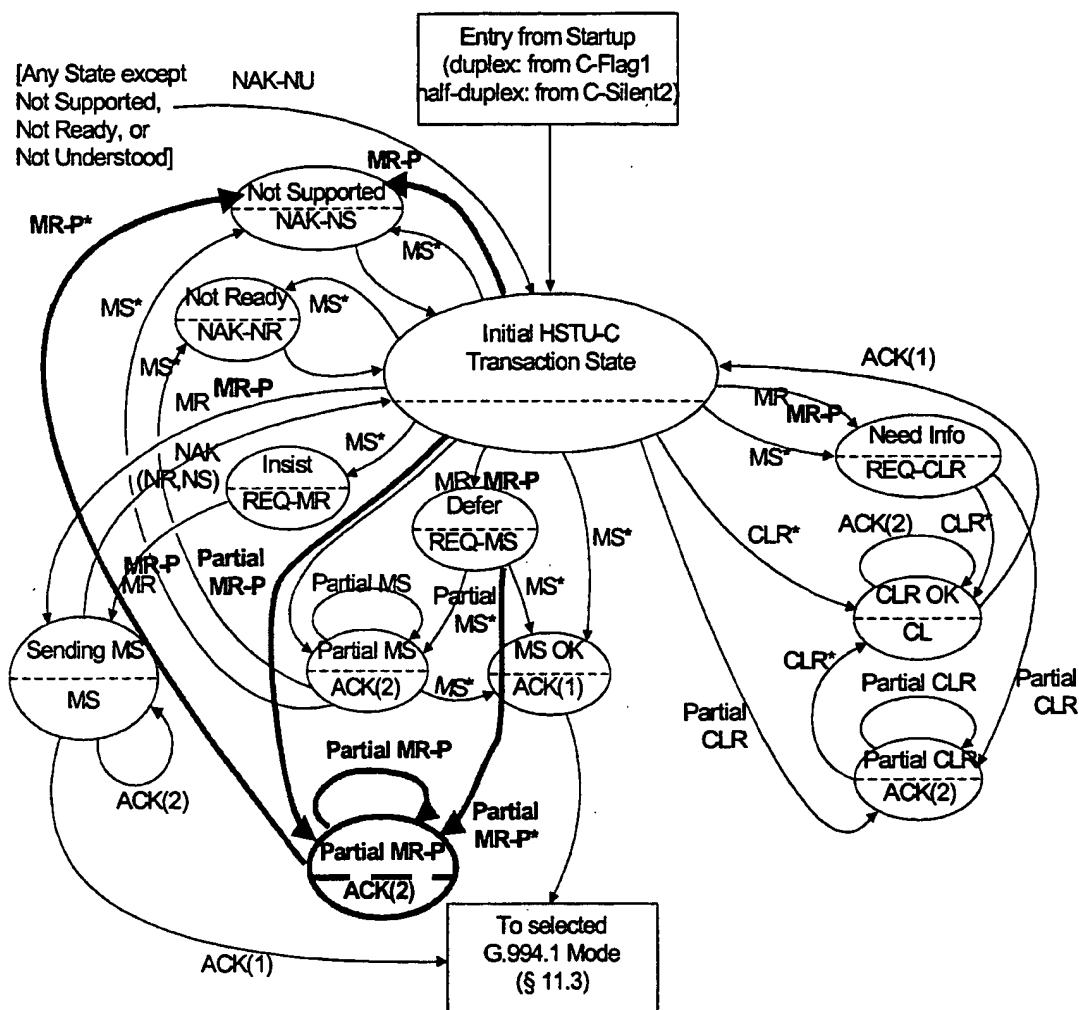 Entry from Startup
(duplex: from C-Flag1
half-duplex: from C-Silent2)
[Any State except
Not Supported,
Not Ready, or
Not Understood]
NAK-NU
MR-P
Not Supported
NAK-NS
MR-P*
MS*
MS*
Not Ready
NAK-NR
MS*
MS*
Initial HSTU-C
Transaction State
ACK(1)
MR
MR-P
MR
MR-P
NAK
(NR,NS)
MS*
Insist
REQ-MR
MR
MR-P
Defer
REQ-MS
MS*
Need Info
REQ-CLR
MS*
CLR*
ACK(2)
CLR*
MR-P
MR
Partial
MR-P
Partial MS
Partial
MS*
MS*
CLR OK
CL
Sending MS
MS
Partial MS
ACK(2)
MS*
MS OK
ACK(1)
CLR*
Partial CLR
Partial
CLR
Partial
CLR
Partial CLR
ACK(2)
ACK(2)
Partial MR-P
Partial
MR-P*
Partial MR-P
ACK(2)
ACK(1)
To selected
G.994.1 Mode
(§ 11.3)